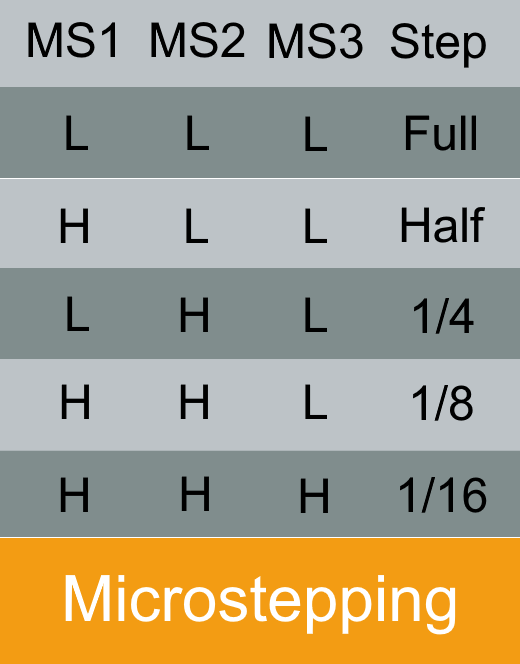 MS1 MS2 MS3 Step
L L L Full
H L L Half
L H L 1/4
H H L 1/8
H H H 1/16
Microstepping